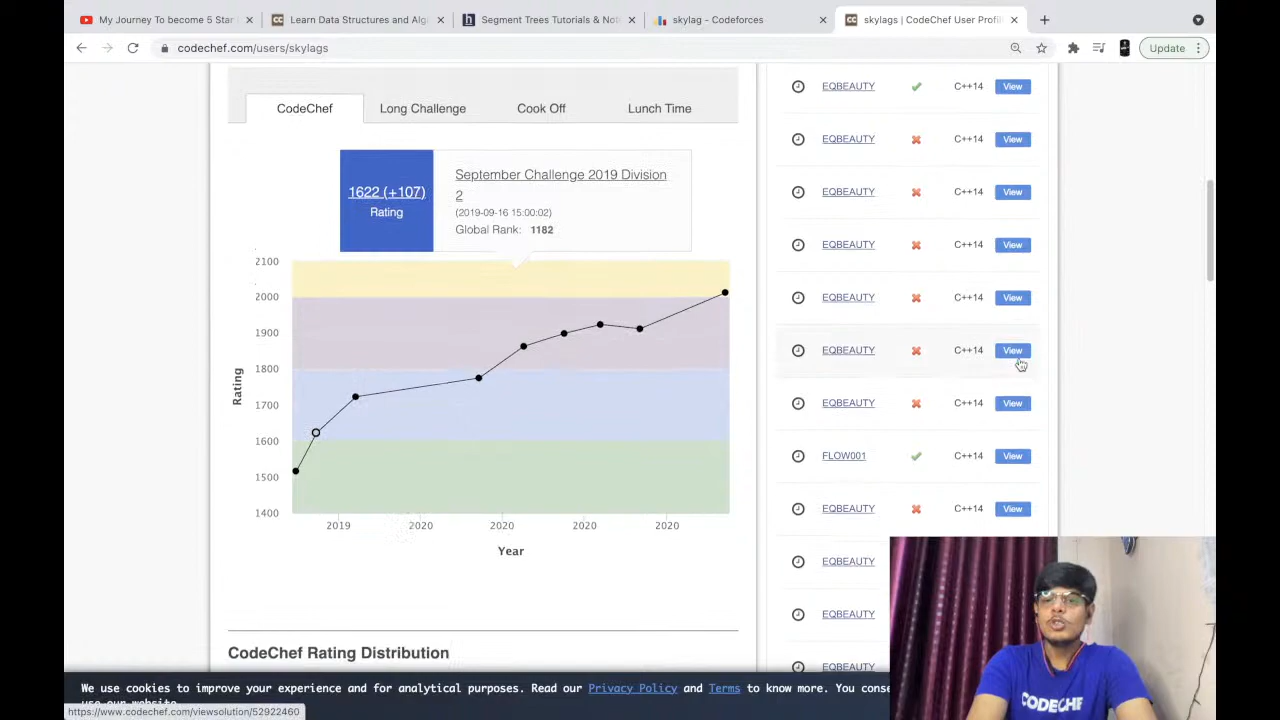 My Journey To become 5 Star
Learn Data Structures and Alg
Segment Trees Tutorials & Not
skylag - Codeforces
skylags | CodeChef User Profil
codechef.com/users/skylags
Update
CodeChef
Long Challenge
Cook Off
Lunch Time
1622 (+107)
Rating
September Challenge 2019 Division
2
(2019-09-16 15:00:02)
Global Rank: 1182
2100
2000
1900
1800
1700
1600
1500
1400
Rating
2019
2020
2020
2020
2020
Year
CodeChef Rating Distribution
EQBEAUTY
C++14
View
EQBEAUTY
C++14
View
EQBEAUTY
C++14
View
EQBEAUTY
C++14
View
EQBEAUTY
C++14
View
EQBEAUTY
C++14
View
EQBEAUTY
C++14
View
FLOW001
C++14
View
EQBEAUTY
C++14
View
EQBEAUTY
EQBEAUTY
EQBEAUTY
We use cookies to improve your experience and for analytical purposes. Read our Privacy Policy and Terms to know more. You conse
use our website
https://www.codechef.com/viewsolution/52922460
CODECHEF